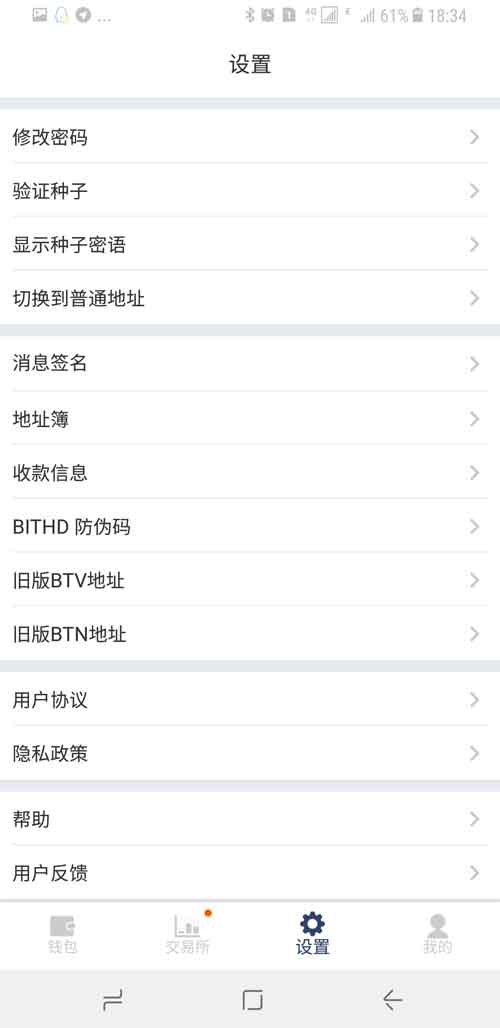 ... 4G E 61% 18:34
设置
修改密码
验证种子
显示种子密语
切换到普通地址
消息签名
地址簿
收款信息
BITHD 防伪码
旧版BTV地址
旧版BTN地址
用户协议
隐私政策
帮助
用户反馈
钱包 交易所 设置 我的